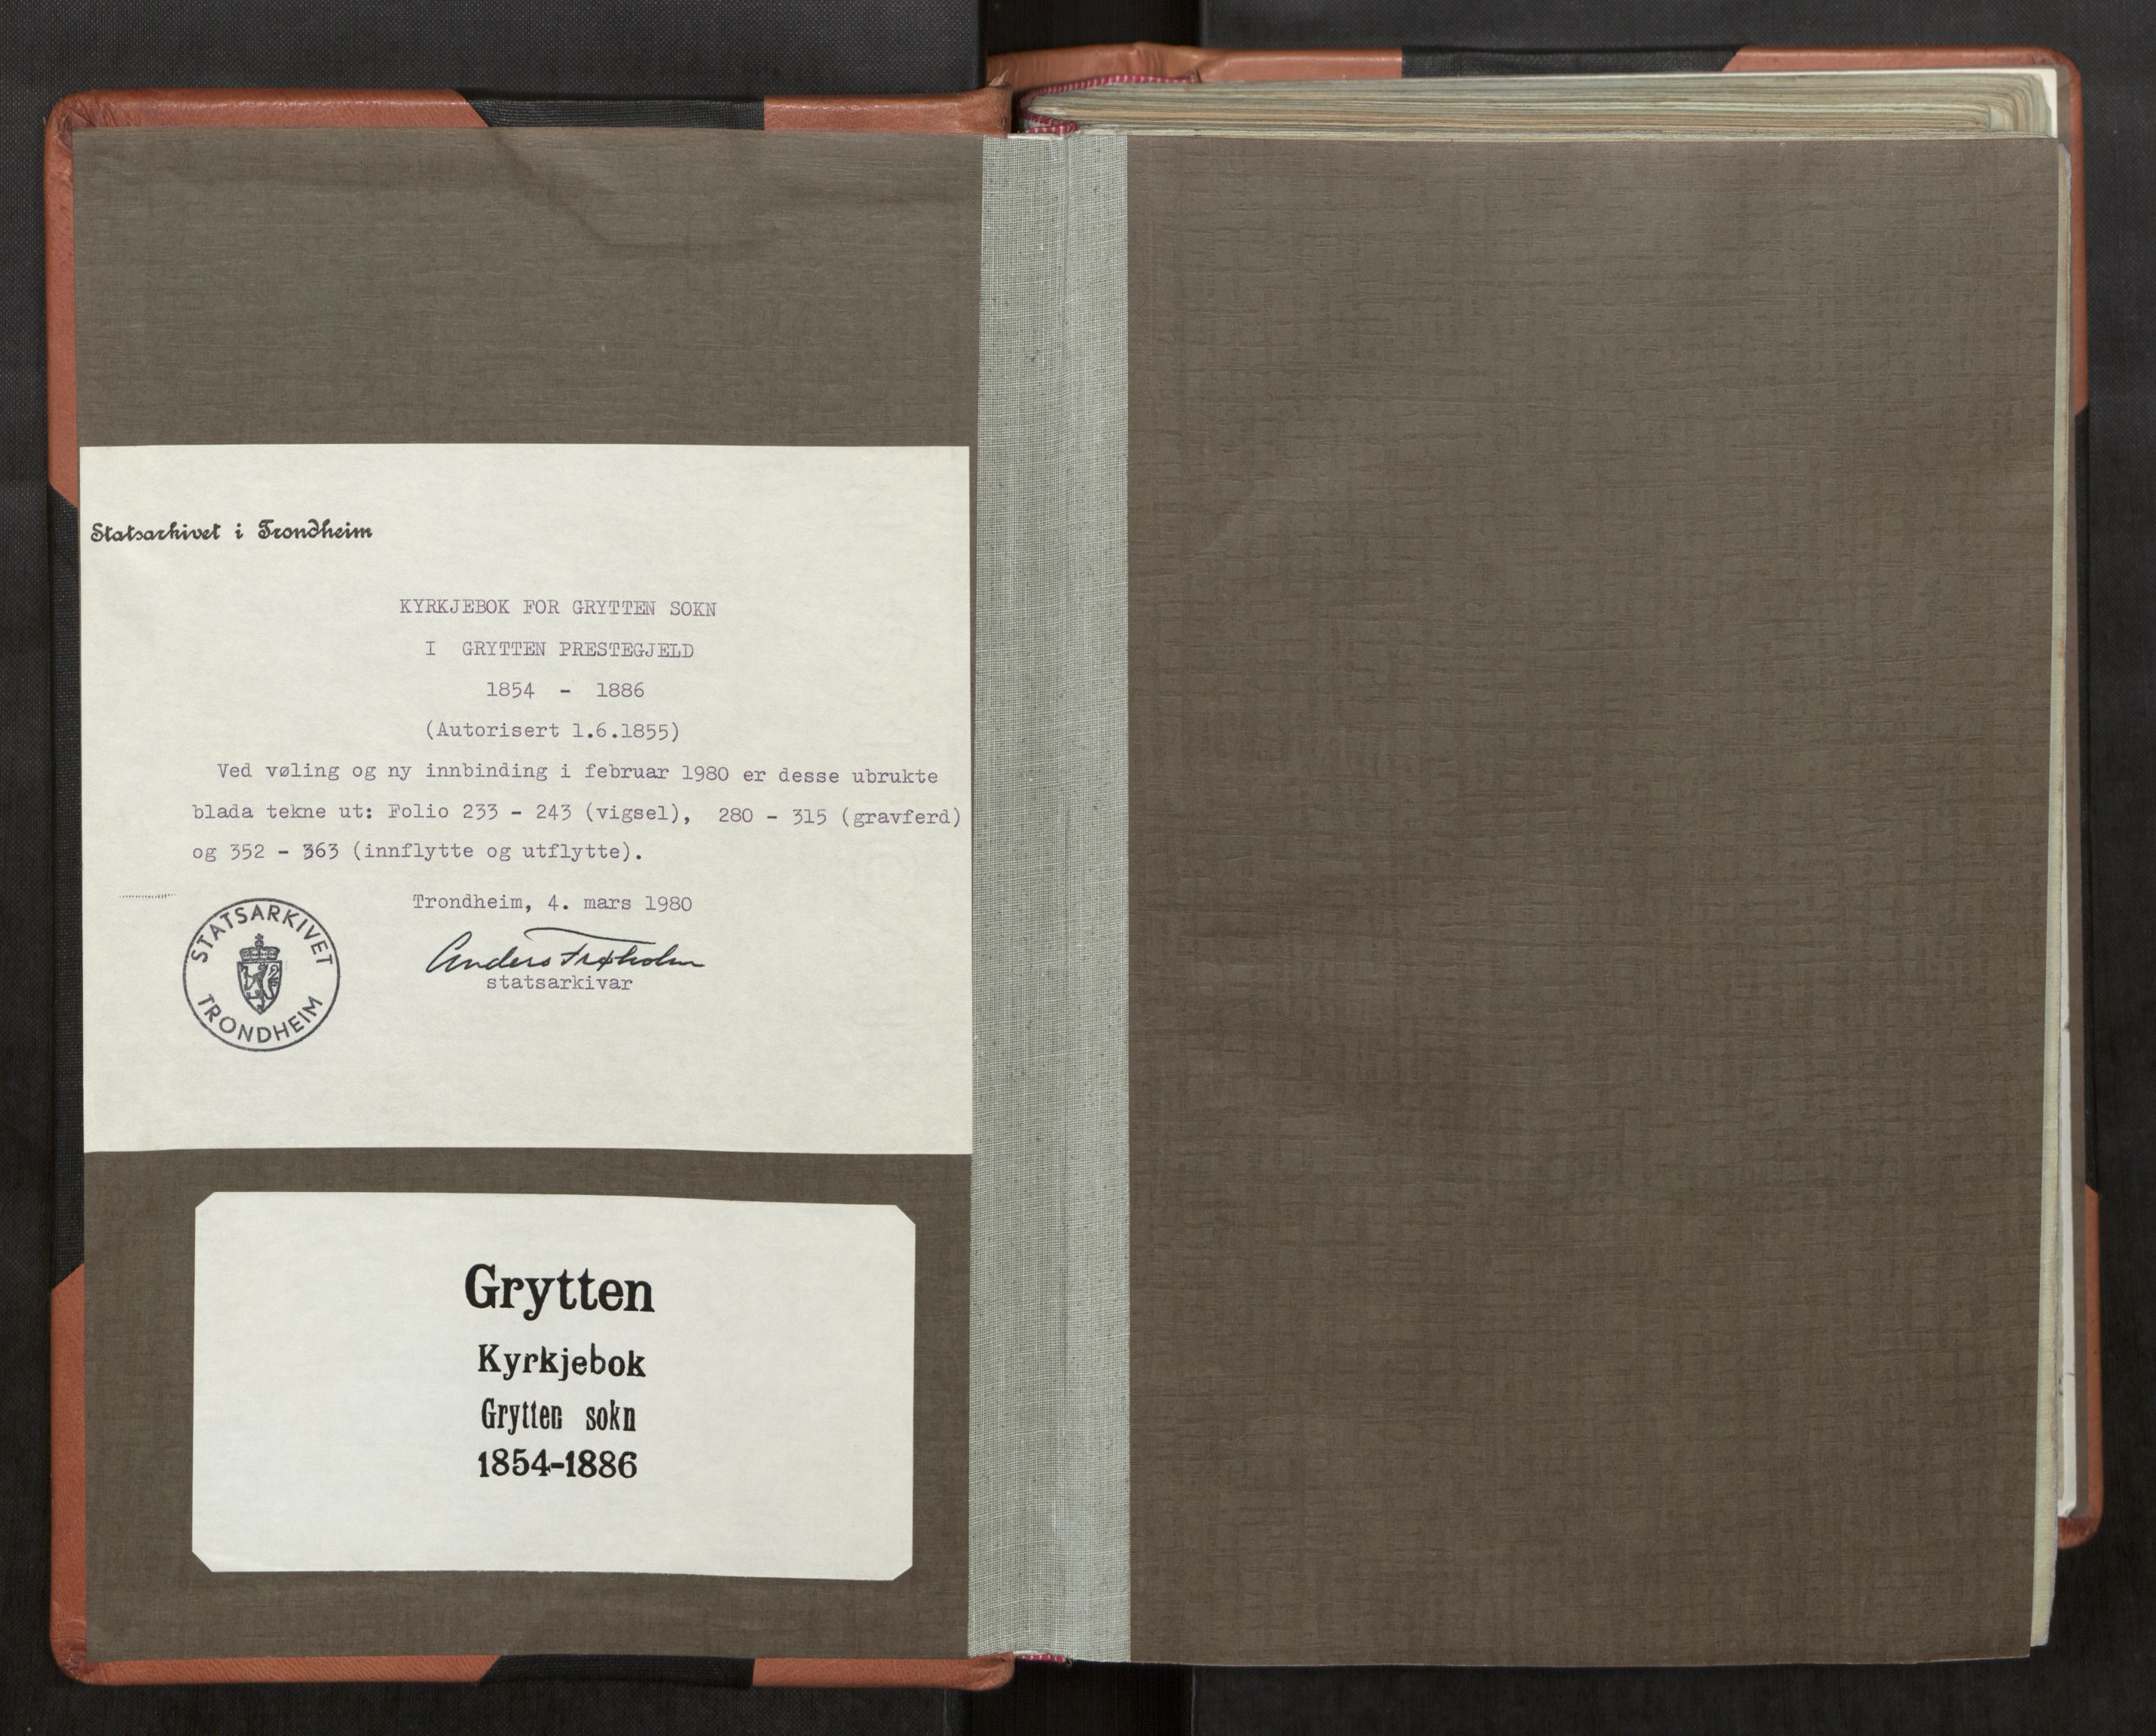 Statsarkivet i Trondheim
KYRKJEBOK FOR GRYTTEN SOKN
I GRYTTEN PRESTEGJELD
1854 - 1886
(Autorisert 1.6.1855)
Ved vøling og ny innbinding i februar 1980 er desse ubrukte
blada tekne ut: Folio 233 - 243 (vigsel), 280 - 315 (gravferd)
og 352 - 363 (innflytte og utflytte).
Trondheim, 4. mars 1980
Anders
statsarkivar
STATSARKIVET
TRONDHEIM
Grytten
Kyrkjebok
Grytten sokn
1854-1886